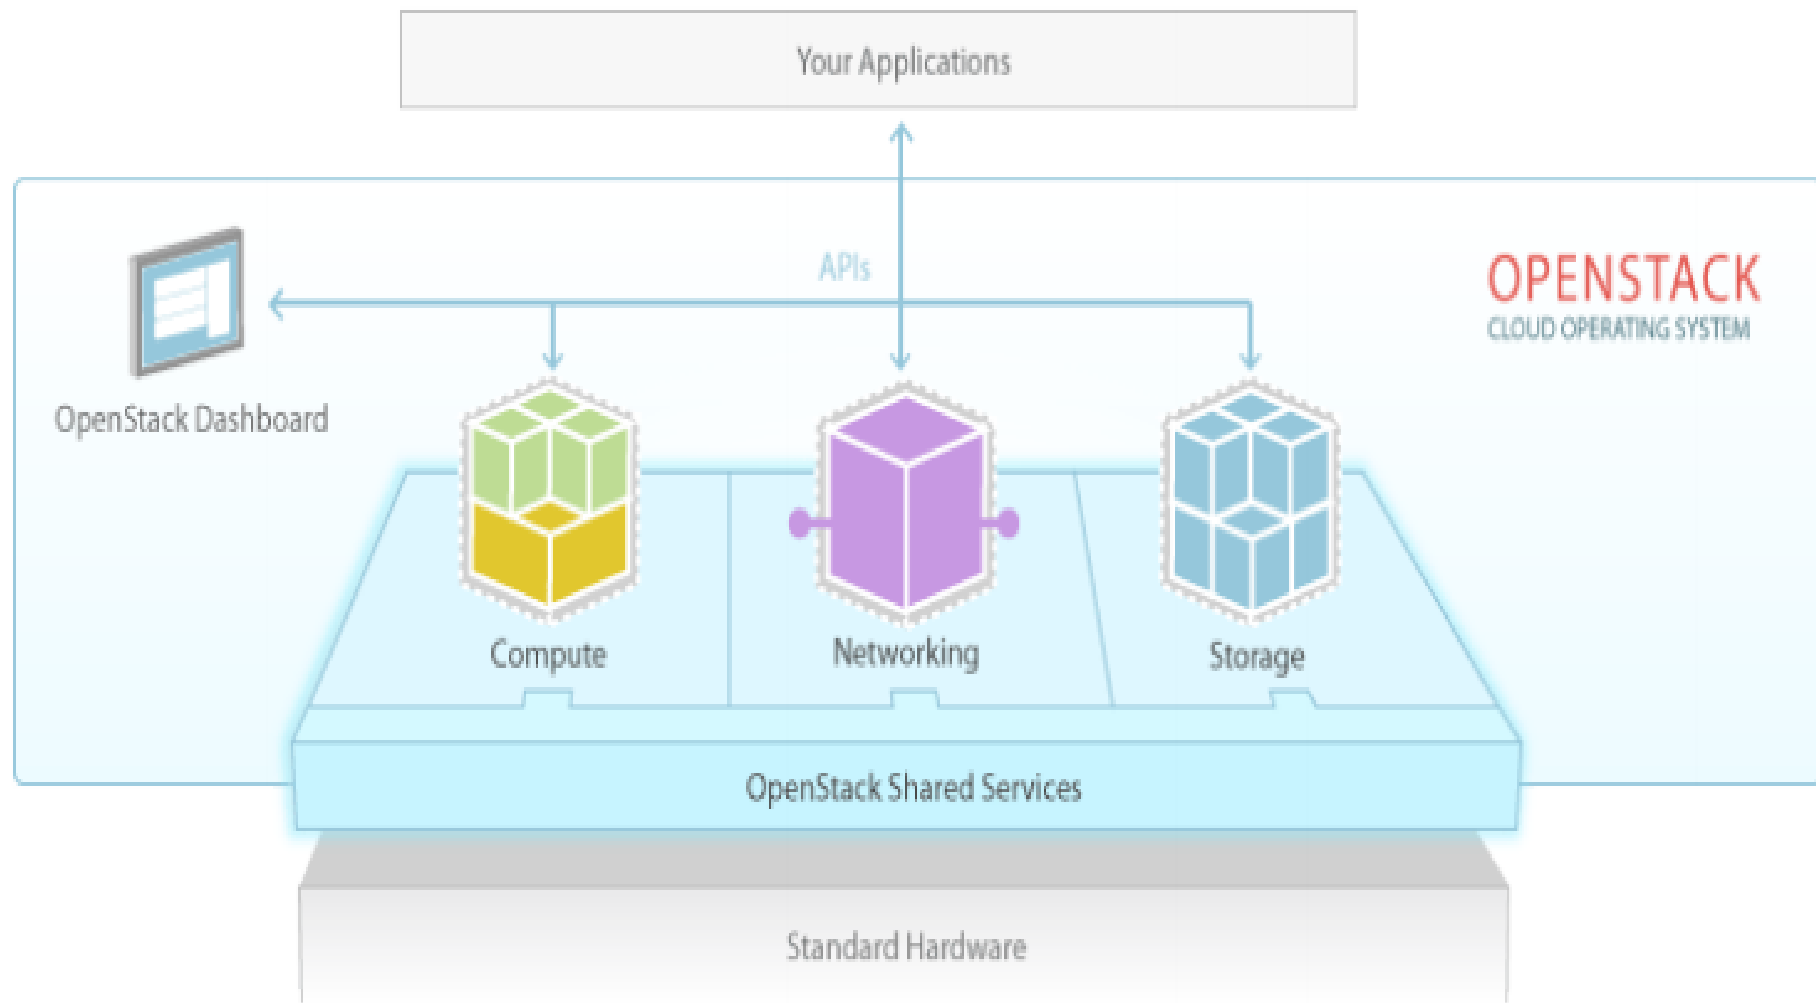 Your Applications
APIs
OPENSTACK
CLOUD OPERATING SYSTEM
OpenStack Dashboard
Compute
Networking
Storage
OpenStack Shared Services
Standard Hardware